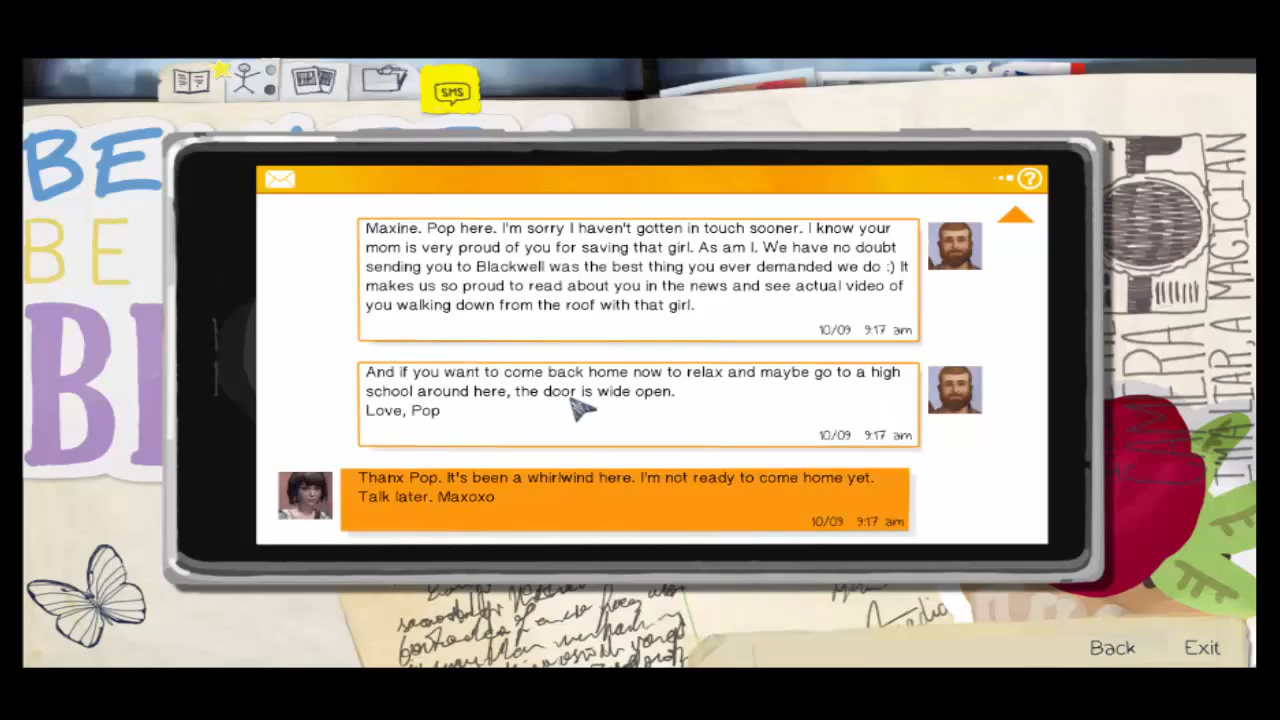 SMS
BE
BE
Maxine. Pop here. I'm sorry I haven't gotten in touch sooner. I know your
mom is very proud of you for saving that girl. As am I. We have no doubt
sending you to Blackwell was the best thing you ever demanded we do :) It
makes us so proud to read about you in the news and see actual video of
you walking down from the roof with that girl.
10/09 9:17 am
And if you want to come back home now to relax and maybe go to a high
school around here, the door is wide open.
Love, Pop
10/09 9:17 am
Thanx Pop. It's been a whirlwind here. I'm not ready to come home yet.
Talk later. Maxoxo
10/09 9:17 am
?
I'M A LIAR, A MAGICIAN
Back Exit